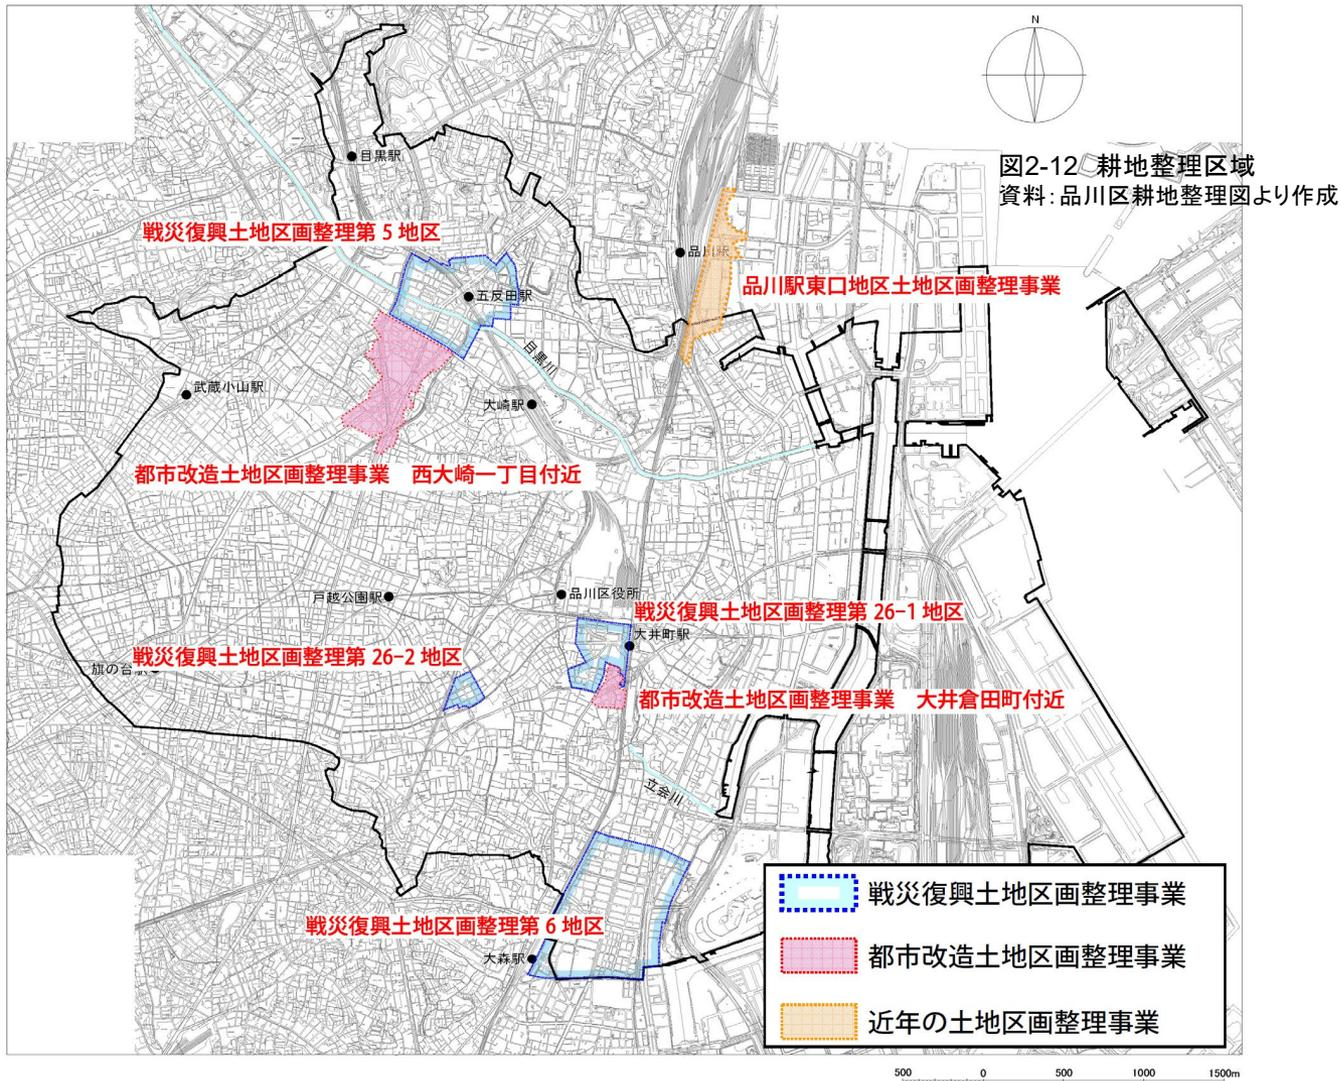 N
図2-12 耕地整理区域
資料:品川区耕地整理図より作成
目黒駅
戦災復興土地区画整理第5地区
品川駅
品川駅東口地区土地区画整理事業
五反田駅
目黒川
武蔵小山駅
大崎駅
都市改造土地区画整理事業 西大崎一丁目付近
戸越公園駅
品川区役所
戦災復興土地区画整理第26-1地区
大井町駅
戦災復興土地区画整理第26-2地区
旗の台駅
都市改造土地区画整理事業 大井倉田町付近
立会川
戦災復興土地区画整理第6地区
大森駅
戦災復興土地区画整理事業
都市改造土地区画整理事業
近年の土地区画整理事業
500 0 500 1000 1500m